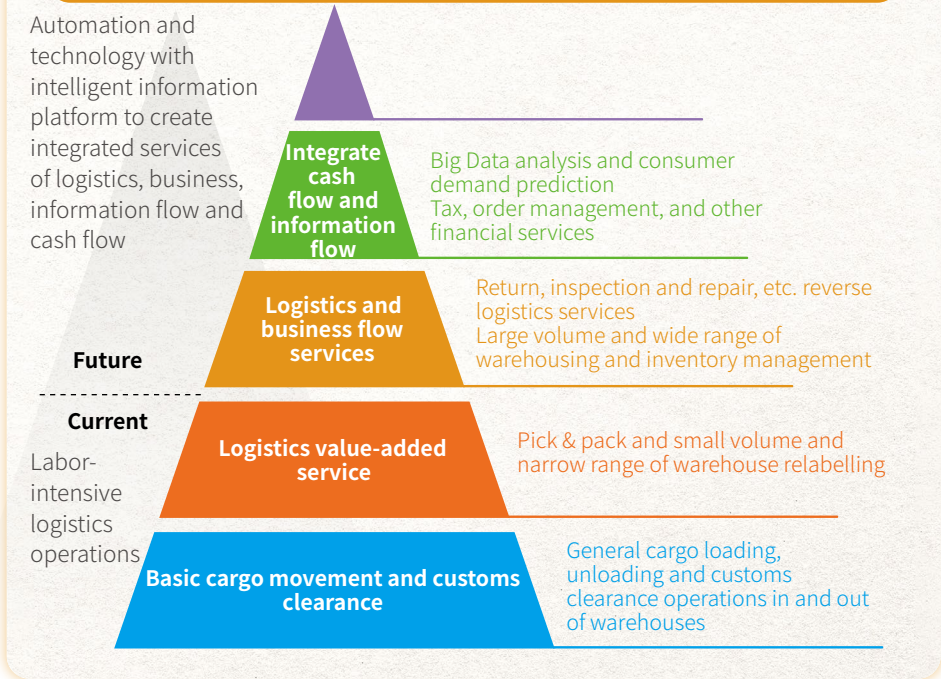 Automation and
technology with
intelligent information
platform to create
integrated services
of logistics, business,
information flow and
cash flow
Integrate
cash
flow and
information
flow
Big Data analysis and consumer
demand prediction
Tax, order management, and other
financial services
Logistics and
business flow
services
Return, inspection and repair, etc. reverse
logistics services
Large volume and wide range of
warehousing and inventory management
Future
Current
Labor-
intensive
logistics
operations
Logistics value-added
service
Pick & pack and small volume and
narrow range of warehouse relabelling
Basic cargo movement and customs
clearance
General cargo loading,
unloading and customs
clearance operations in and out
of warehouses